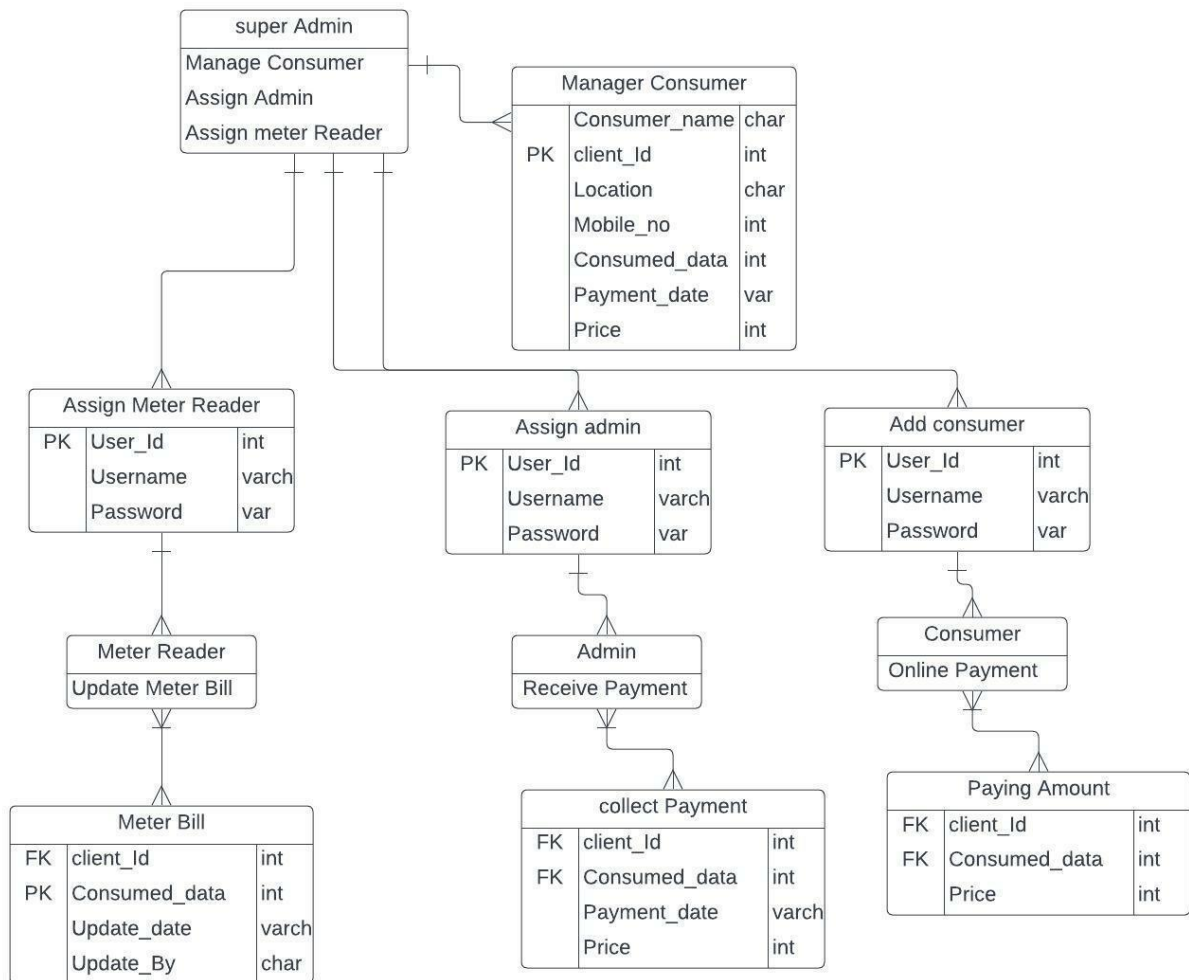 super Admin
Manage Consumer
Assign Admin
Assign meter Reader
Manager Consumer
Consumer_name char
PK client_Id int
Location char
Mobile_no int
Consumed_data int
Payment_date var
Price int
Assign Meter Reader
PK User_Id int
Username varch
Password var
Assign admin
PK User_Id int
Username varch
Password var
Add consumer
PK User_Id int
Username varch
Password var
Meter Reader
Update Meter Bill
Admin
Receive Payment
Consumer
Online Payment
Meter Bill
FK client_Id int
PK Consumed_data int
Update_date varch
Update_By char
collect Payment
FK client_Id int
FK Consumed_data int
Payment_date varch
Price int
Paying Amount
FK client_Id int
FK Consumed_data int
Price int